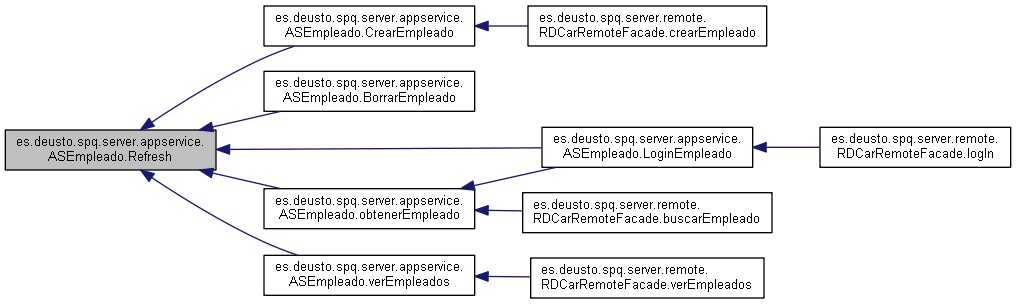 es.deusto.spq.server.appservice.
ASEmpleado.CrearEmpleado
es.deusto.spq.server.remote.
RDCarRemoteFacade.crearEmpleado
es.deusto.spq.server.appservice.
ASEmpleado.BorrarEmpleado
es.deusto.spq.server.appservice.
ASEmpleado.Refresh
es.deusto.spq.server.appservice.
ASEmpleado.LoginEmpleado
es.deusto.spq.server.remote.
RDCarRemoteFacade.logIn
es.deusto.spq.server.appservice.
ASEmpleado.obtenerEmpleado
es.deusto.spq.server.remote.
RDCarRemoteFacade.buscarEmpleado
es.deusto.spq.server.appservice.
ASEmpleado.verEmpleados
es.deusto.spq.server.remote.
RDCarRemoteFacade.verEmpleados